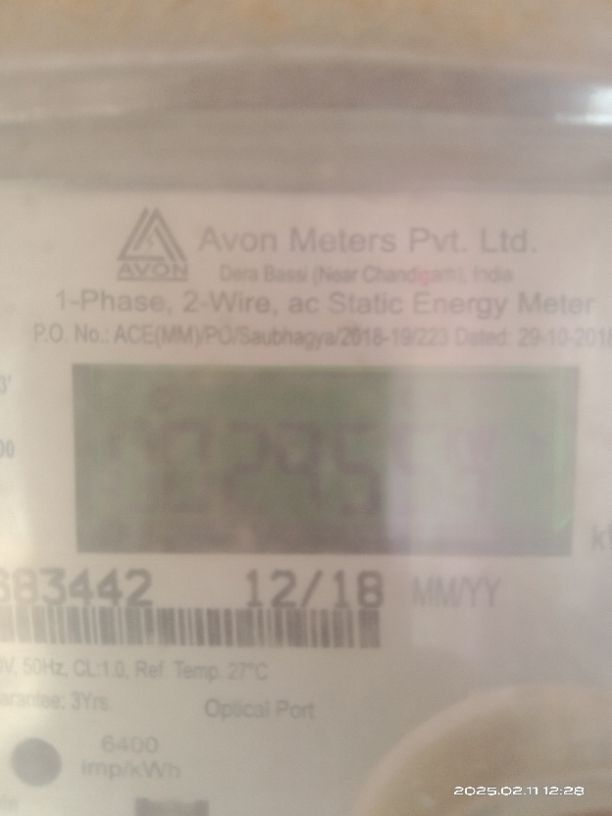 Avon Meters Pvt. Ltd.
AVON
Dera Bassi (Near Chandigarh), India
1-Phase, 2-Wire, ac Static Energy Meter
P.O. No.: ACE(MM)/PO/Saubhagya/2018-19/223 Dated: 29-10-2018
683442 12/18 MM/YY
50Hz, CL:1.0, Ref. Temp. 27°C
3Yrs. Optical Port
6400
imp/kWh
2025.02.11 12:28